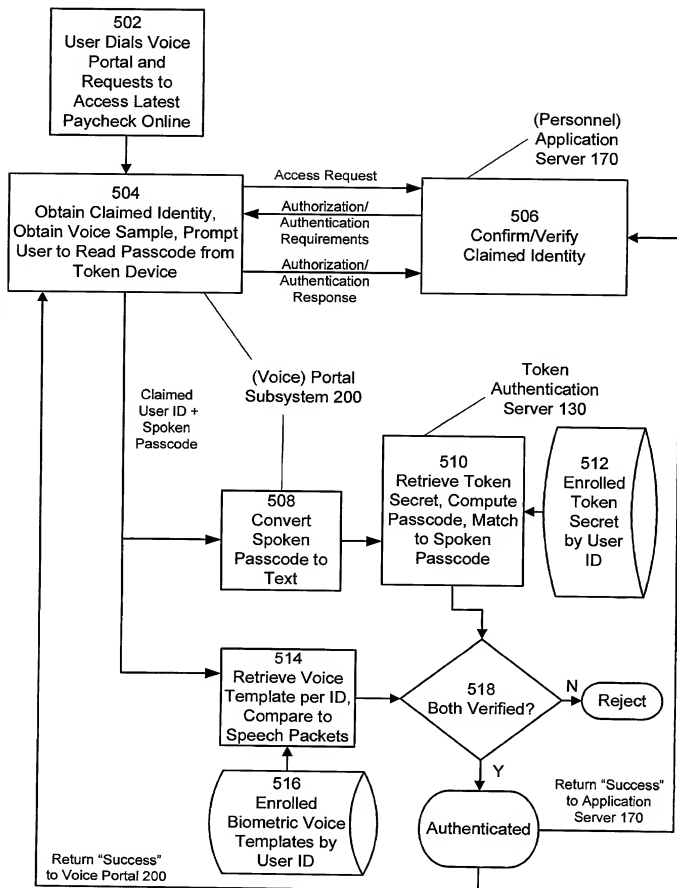 502
User Dials Voice
Portal and
Requests to
Access Latest
Paycheck Online
(Personnel)
Application
Server 170
504
Obtain Claimed Identity,
Obtain Voice Sample, Prompt
User to Read Passcode from
Token Device
Access Request
Authorization/
Authentication
Requirements
Authorization/
Authentication
Response
506
Confirm/Verify
Claimed Identity
Claimed
User ID +
Spoken
Passcode
(Voice) Portal
Subsystem 200
Token
Authentication
Server 130
508
Convert
Spoken
Passcode to
Text
510
Retrieve Token
Secret, Compute
Passcode, Match
to Spoken
Passcode
512
Enrolled
Token
Secret
by User
ID
514
Retrieve Voice
Template per ID,
Compare to
Speech Packets
518
Both Verified?
N
Reject
Y
516
Enrolled
Biometric Voice
Templates by
User ID
Authenticated
Return "Success"
to Application
Server 170
Return "Success"
to Voice Portal 200